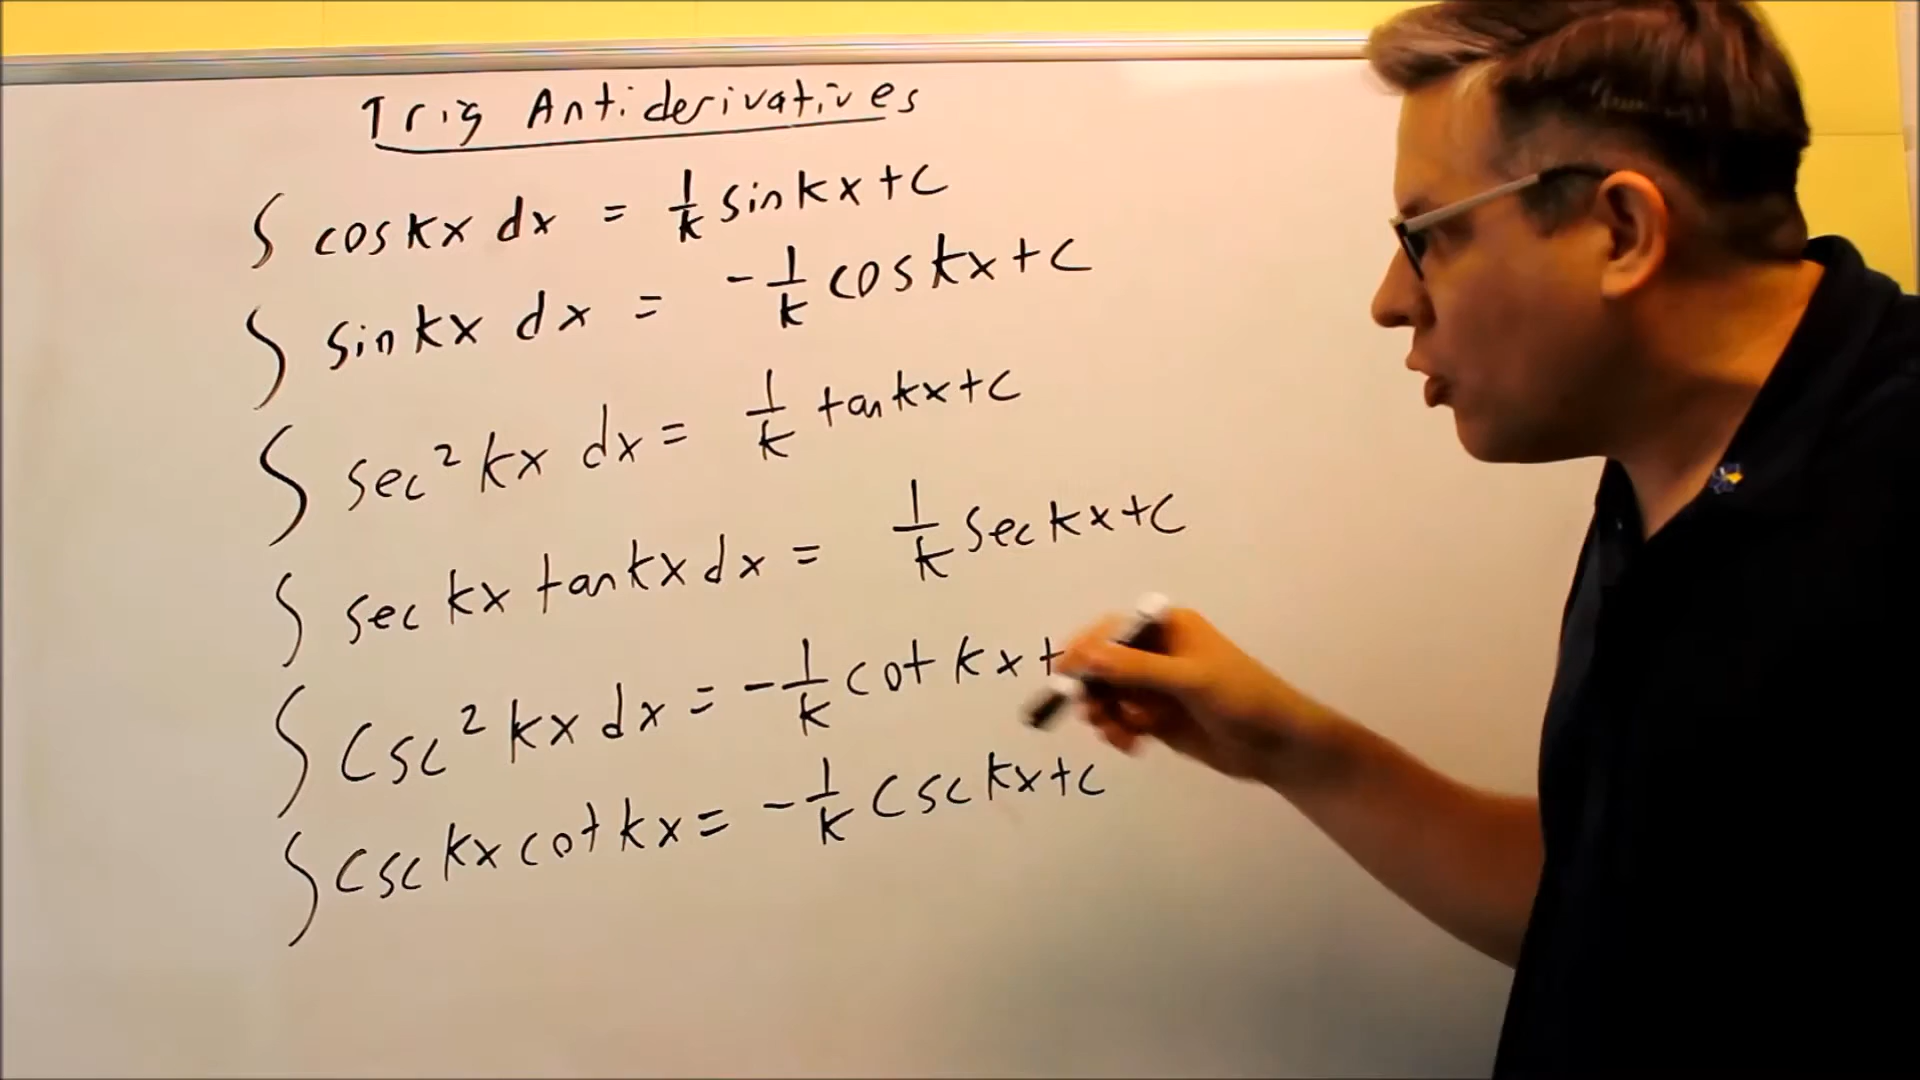 Trig Antiderivatives
∫ cos kx dx = 1/k sin kx + C
∫ sin kx dx = -1/k cos kx + C
∫ sec² kx dx = 1/k tan kx + C
∫ sec kx tan kx dx = 1/k sec kx + C
∫ csc² kx dx = -1/k cot kx +
∫ csc kx cot kx = -1/k csc kx + C